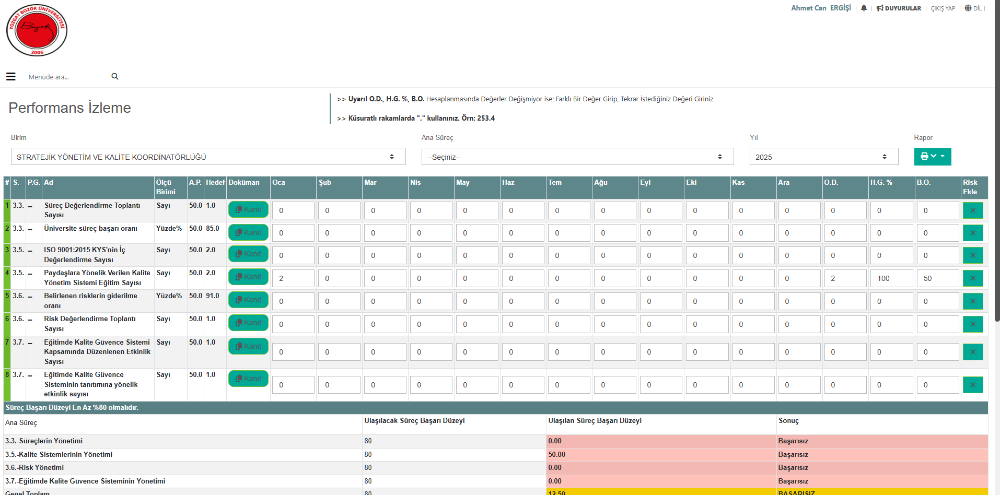 YOZGAT BOZOK ÜNİVERSİTESİ
Bozok
2006
Ahmet Can ERGİŞİ
DUYURULAR
ÇIKIŞ YAP
DİL
Menüde ara...
Performans İzleme
>> Uyarı! O.D., H.G. %, B.O. Hesaplanmasında Değerler Değişmiyor ise; Farklı Bir Değer Girip, Tekrar İstediğiniz Değeri Giriniz
>> Küsuratlı rakamlarda "." kullanınız. Örn: 253.4
Birim Ana Süreç Yıl Rapor
STRATEJİK YÖNETİM VE KALİTE KOORDİNATÖRLÜĞÜ --Seçiniz-- 2025
# S. P.G. Ad Ölçü Birimi A.P. Hedef Doküman Oca Şub Mar Nis May Haz Tem Ağu Eyl Eki Kas Ara O.D. H.G. % B.O. Risk Ekle
1 3.3. -- Süreç Değerlendirme Toplantı Sayısı Sayı 50.0 1.0 Kanıt 0 0 0 0 0 0 0 0 0 0 0 0 0 0 0
2 3.3. -- Üniversite süreç başarı oranı Yüzde% 50.0 85.0 Kanıt 0 0 0 0 0 0 0 0 0 0 0 0 0 0 0
3 3.5. -- ISO 9001:2015 KYS'nin İç Değerlendirme Sayısı Sayı 50.0 2.0 Kanıt 0 0 0 0 0 0 0 0 0 0 0 0 0 0 0
4 3.5. -- Paydaşlara Yönelik Verilen Kalite Yönetim Sistemi Eğitim Sayısı Sayı 50.0 2.0 Kanıt 2 0 0 0 0 0 0 0 0 0 0 0 2 100 50
5 3.6. -- Belirlenen risklerin giderilme oranı Yüzde% 50.0 91.0 Kanıt 0 0 0 0 0 0 0 0 0 0 0 0 0 0 0
6 3.6. -- Risk Değerlendirme Toplantı Sayısı Sayı 50.0 1.0 Kanıt 0 0 0 0 0 0 0 0 0 0 0 0 0 0 0
7 3.7. -- Eğitimde Kalite Güvence Sistemi Kapsamında Düzenlenen Etkinlik Sayısı Sayı 50.0 1.0 Kanıt 0 0 0 0 0 0 0 0 0 0 0 0 0 0 0
8 3.7. -- Eğitimde Kalite Güvence Sisteminin tanıtımına yönelik etkinlik sayısı Sayı 50.0 1.0 Kanıt 0 0 0 0 0 0 0 0 0 0 0 0 0 0 0
Süreç Başarı Düzeyi En Az %80 olmalıdır.
Ana Süreç Ulaşılacak Süreç Başarı Düzeyi Ulaşılan Süreç Başarı Düzeyi Sonuç
3.3.-Süreçlerin Yönetimi 80 0.00 Başarısız
3.5.-Kalite Sistemlerinin Yönetimi 80 50.00 Başarısız
3.6.-Risk Yönetimi 80 0.00 Başarısız
3.7.-Eğitimde Kalite Güvence Sisteminin Yönetimi 80 0.00 Başarısız
Genel Toplam 80 12.50 BAŞARISIZ